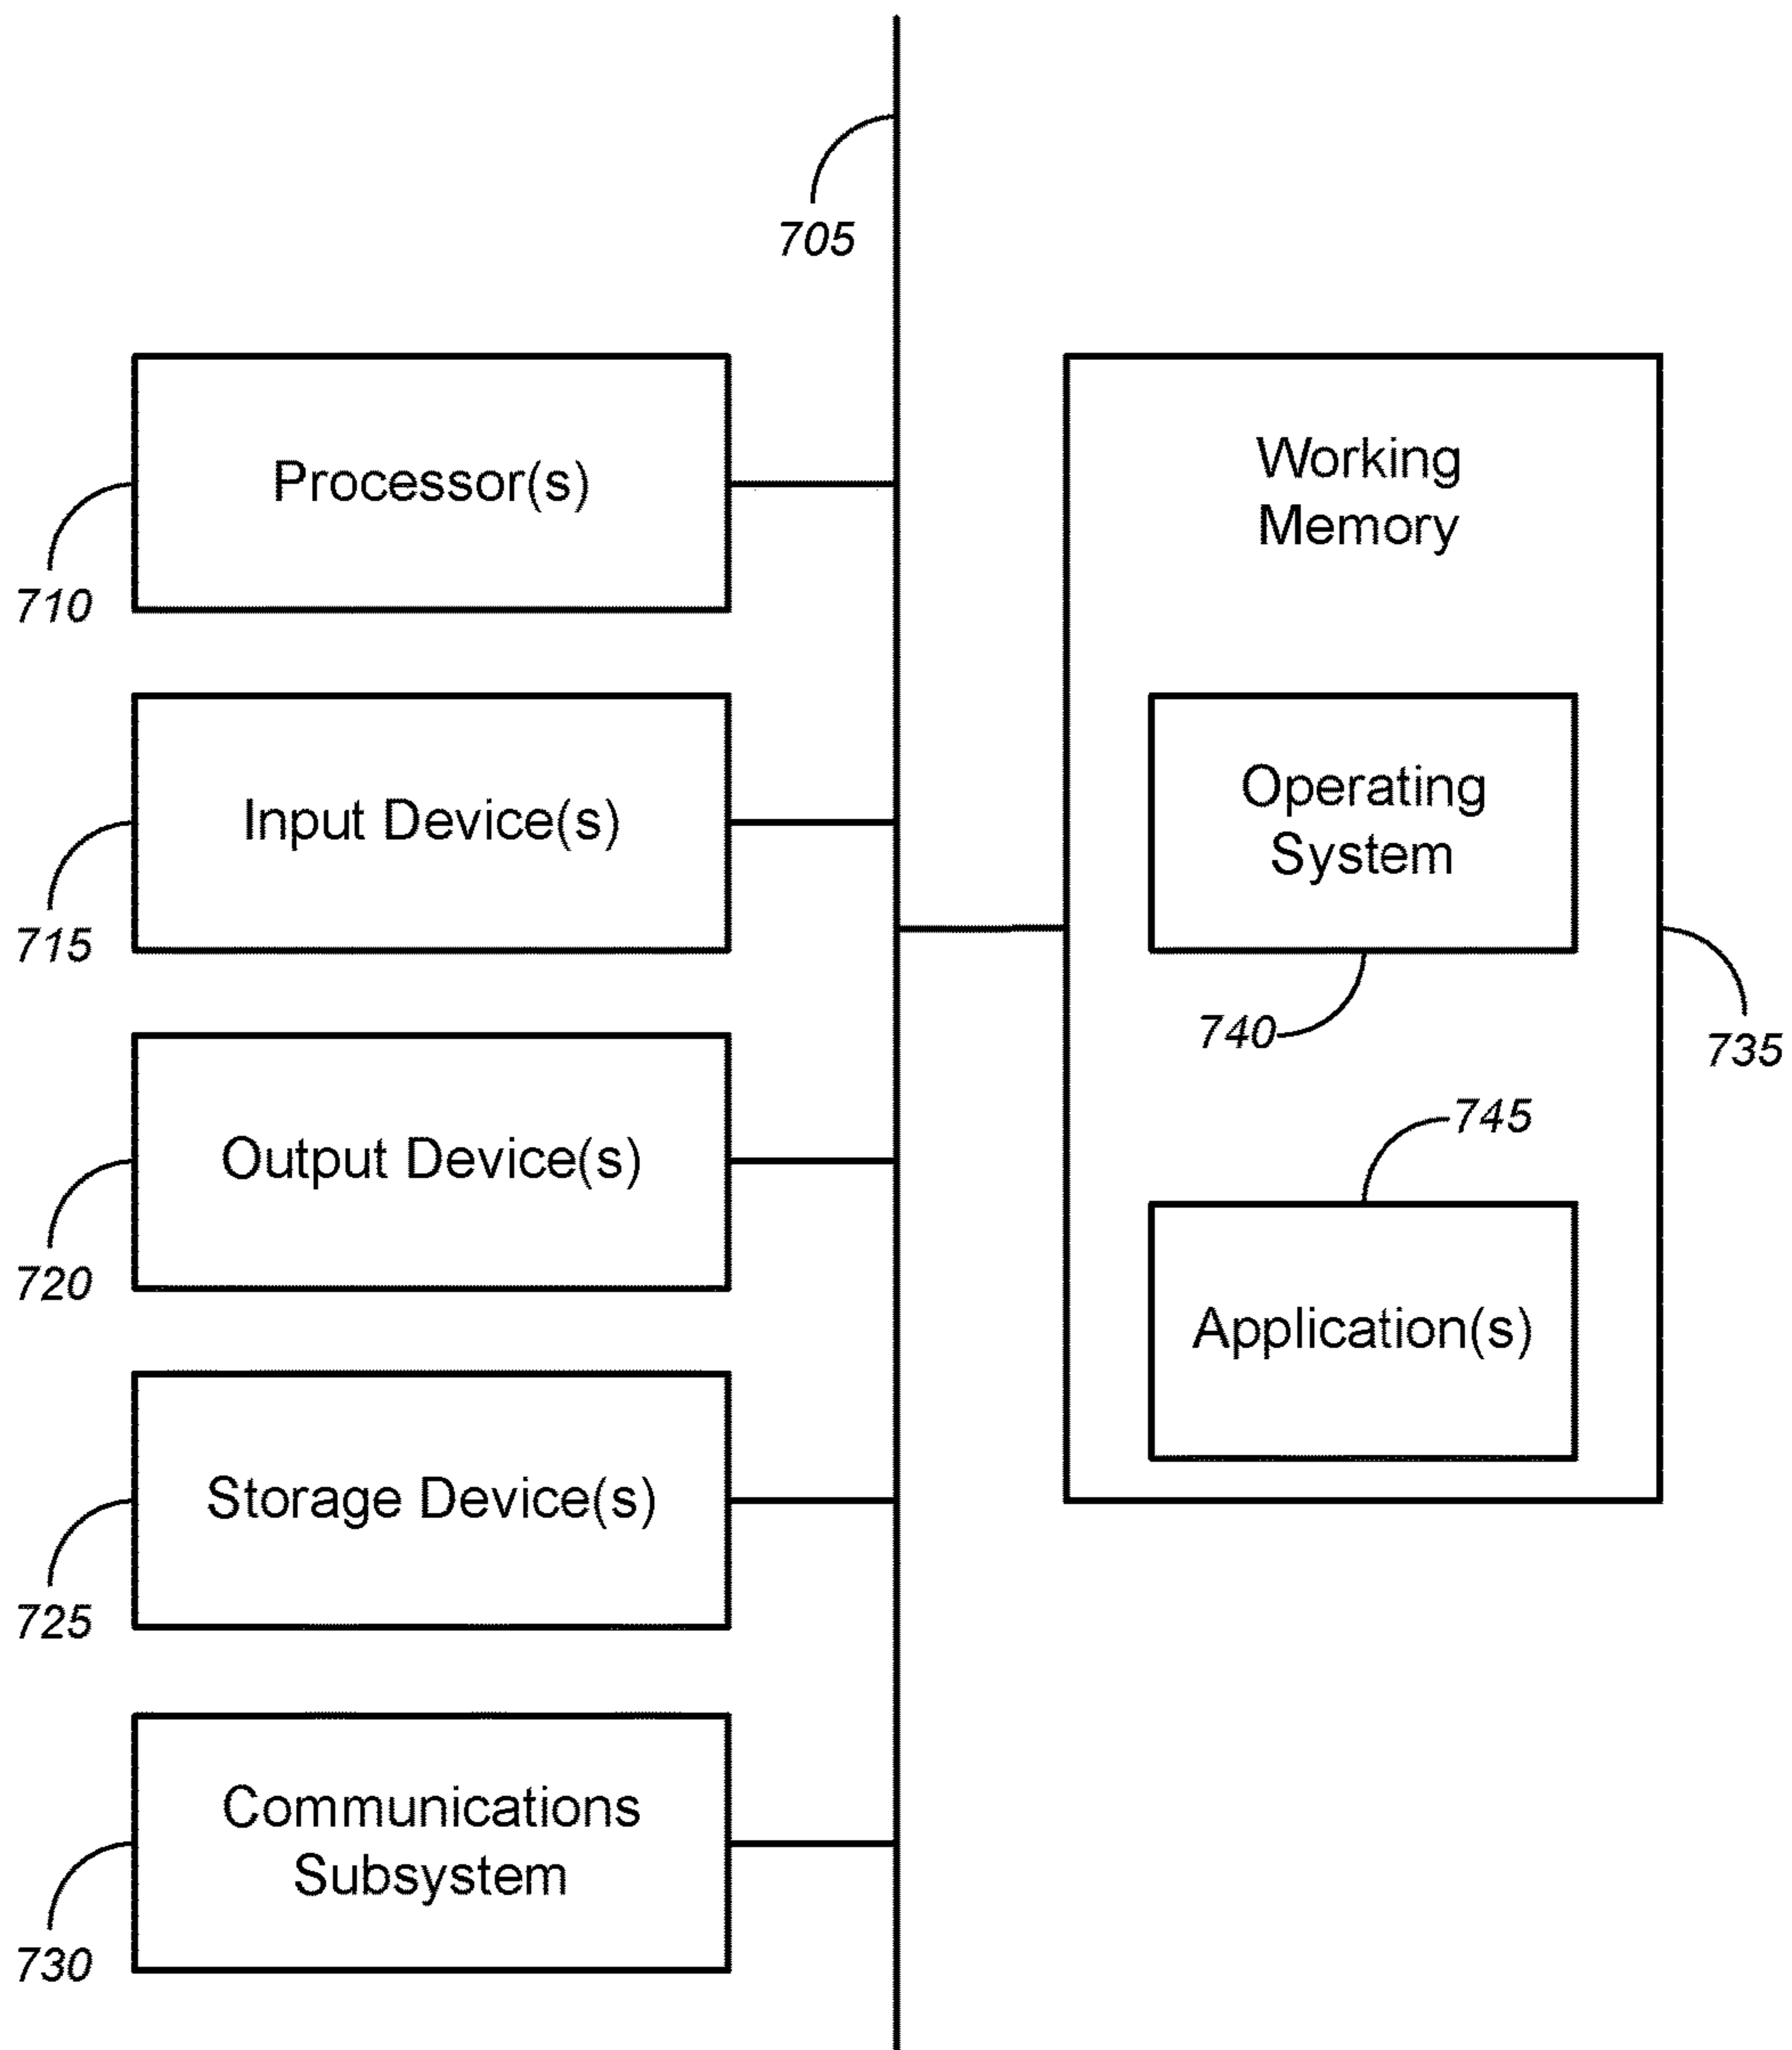 705
Processor(s)
710
Input Device(s)
715
Output Device(s)
720
Storage Device(s)
725
Communications
Subsystem
730
Working
Memory
Operating
System
740
735
745
Application(s)